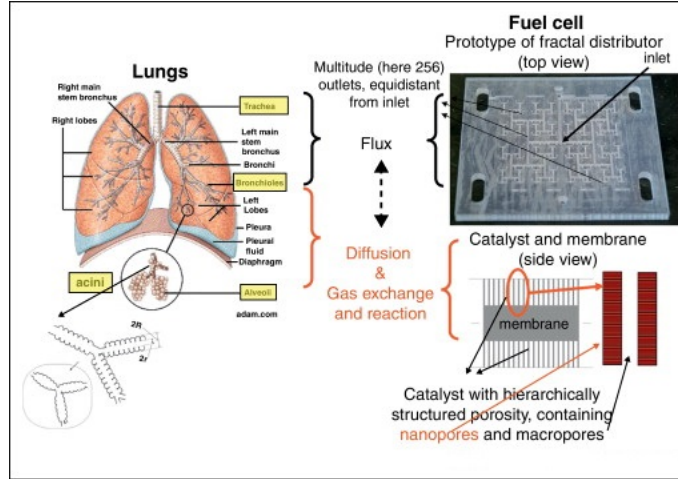 Fuel cell
Prototype of fractal distributor
(top view)
inlet
Lungs
Multitude (here 256)
outlets, equidistant
from inlet
Flux
Right main
stem bronchus
Right lobes
Trachea
Left main
stem
bronchus
Bronchi
Bronchioles
Left
Lobes
Pleura
Pleural
fluid
Diaphragm
acini
Alveoli
adam.com
2R
2r
Diffusion
&
Gas exchange
and reaction
Catalyst and membrane
(side view)
membrane
Catalyst with hierarchically
structured porosity, containing
nanopores and macropores